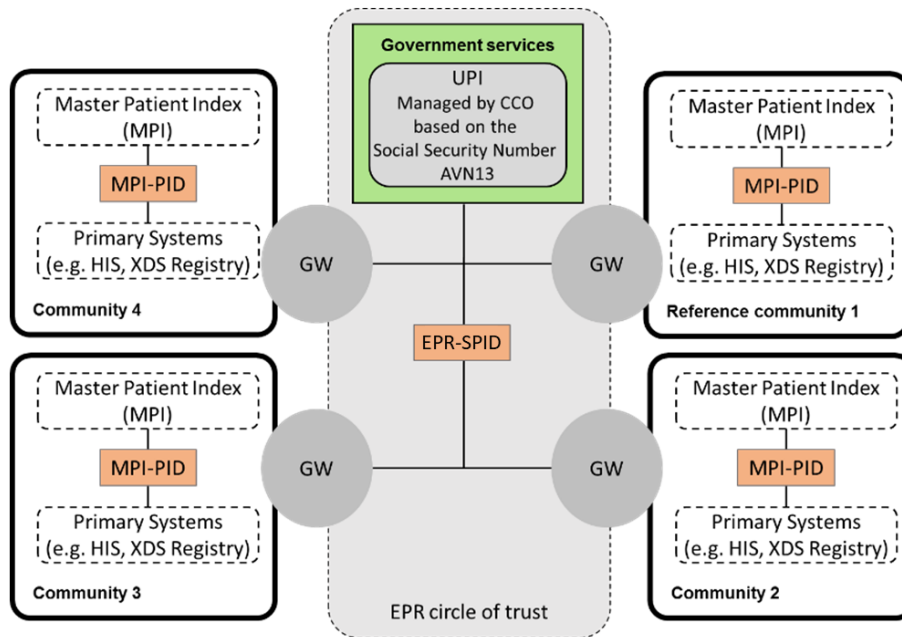 Government services
UPI
Managed by CCO
based on the
Social Security Number
AVN13
Master Patient Index
(MPI)
MPI-PID
Primary Systems
(e.g. HIS, XDS Registry)
Community 4
GW
Master Patient Index
(MPI)
MPI-PID
Primary Systems
(e.g. HIS, XDS Registry)
Reference community 1
GW
EPR-SPID
Master Patient Index
(MPI)
MPI-PID
Primary Systems
(e.g. HIS, XDS Registry)
Community 3
GW
Master Patient Index
(MPI)
MPI-PID
Primary Systems
(e.g. HIS, XDS Registry)
Community 2
GW
EPR circle of trust